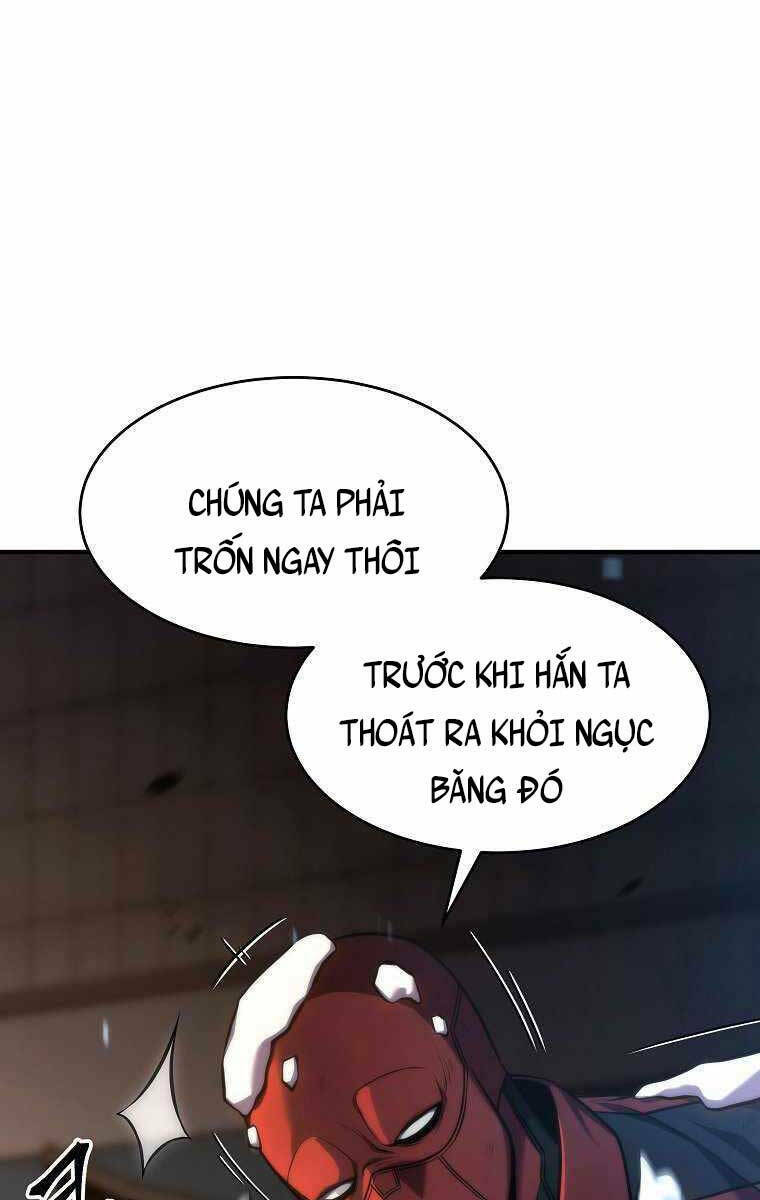 CHÚNG TA PHẢI
TRỐN NGAY THÔI
TRƯỚC KHI HẮN TA
THOÁT RA KHỎI NGỤC
BĂNG ĐÓ